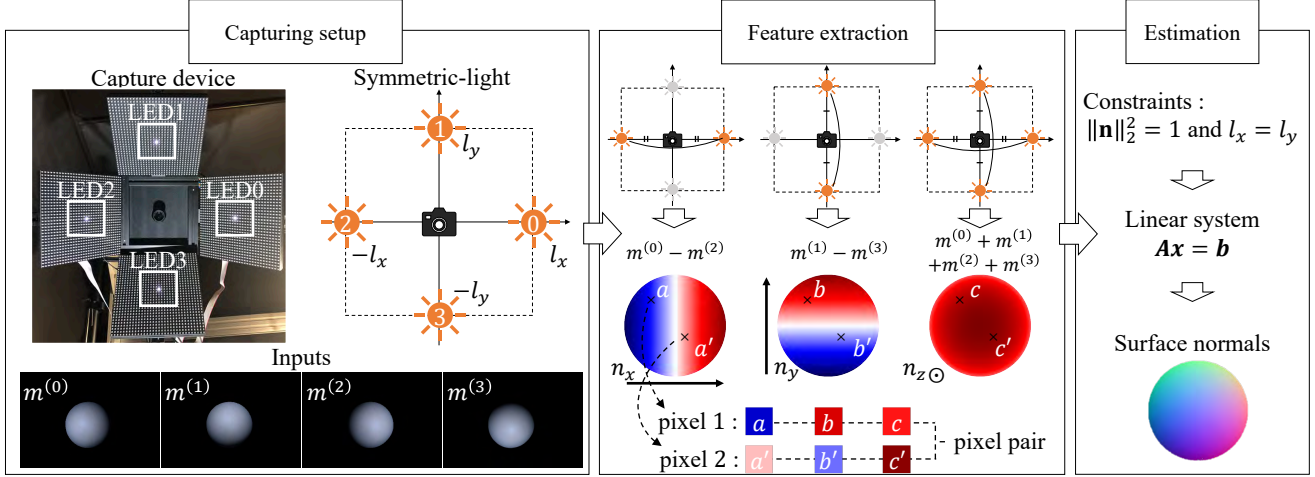 Capturing setup
Capture device
LED1
LED2
LED0
LED3
Symmetric-light
1
l_y
2
0
-l_x
l_x
-l_y
3
Inputs
m^(0)
m^(1)
m^(2)
m^(3)
Feature extraction
m^(0) − m^(2)
m^(1) − m^(3)
m^(0) + m^(1)
+m^(2) + m^(3)
a
a′
b
b′
c
c′
n_x
n_y
n_z⊙
pixel 1 : a b c
pixel 2 : a′ b′ c′
pixel pair
Estimation
Constraints :
‖n‖₂² = 1 and l_x = l_y
Linear system
Ax = b
Surface normals